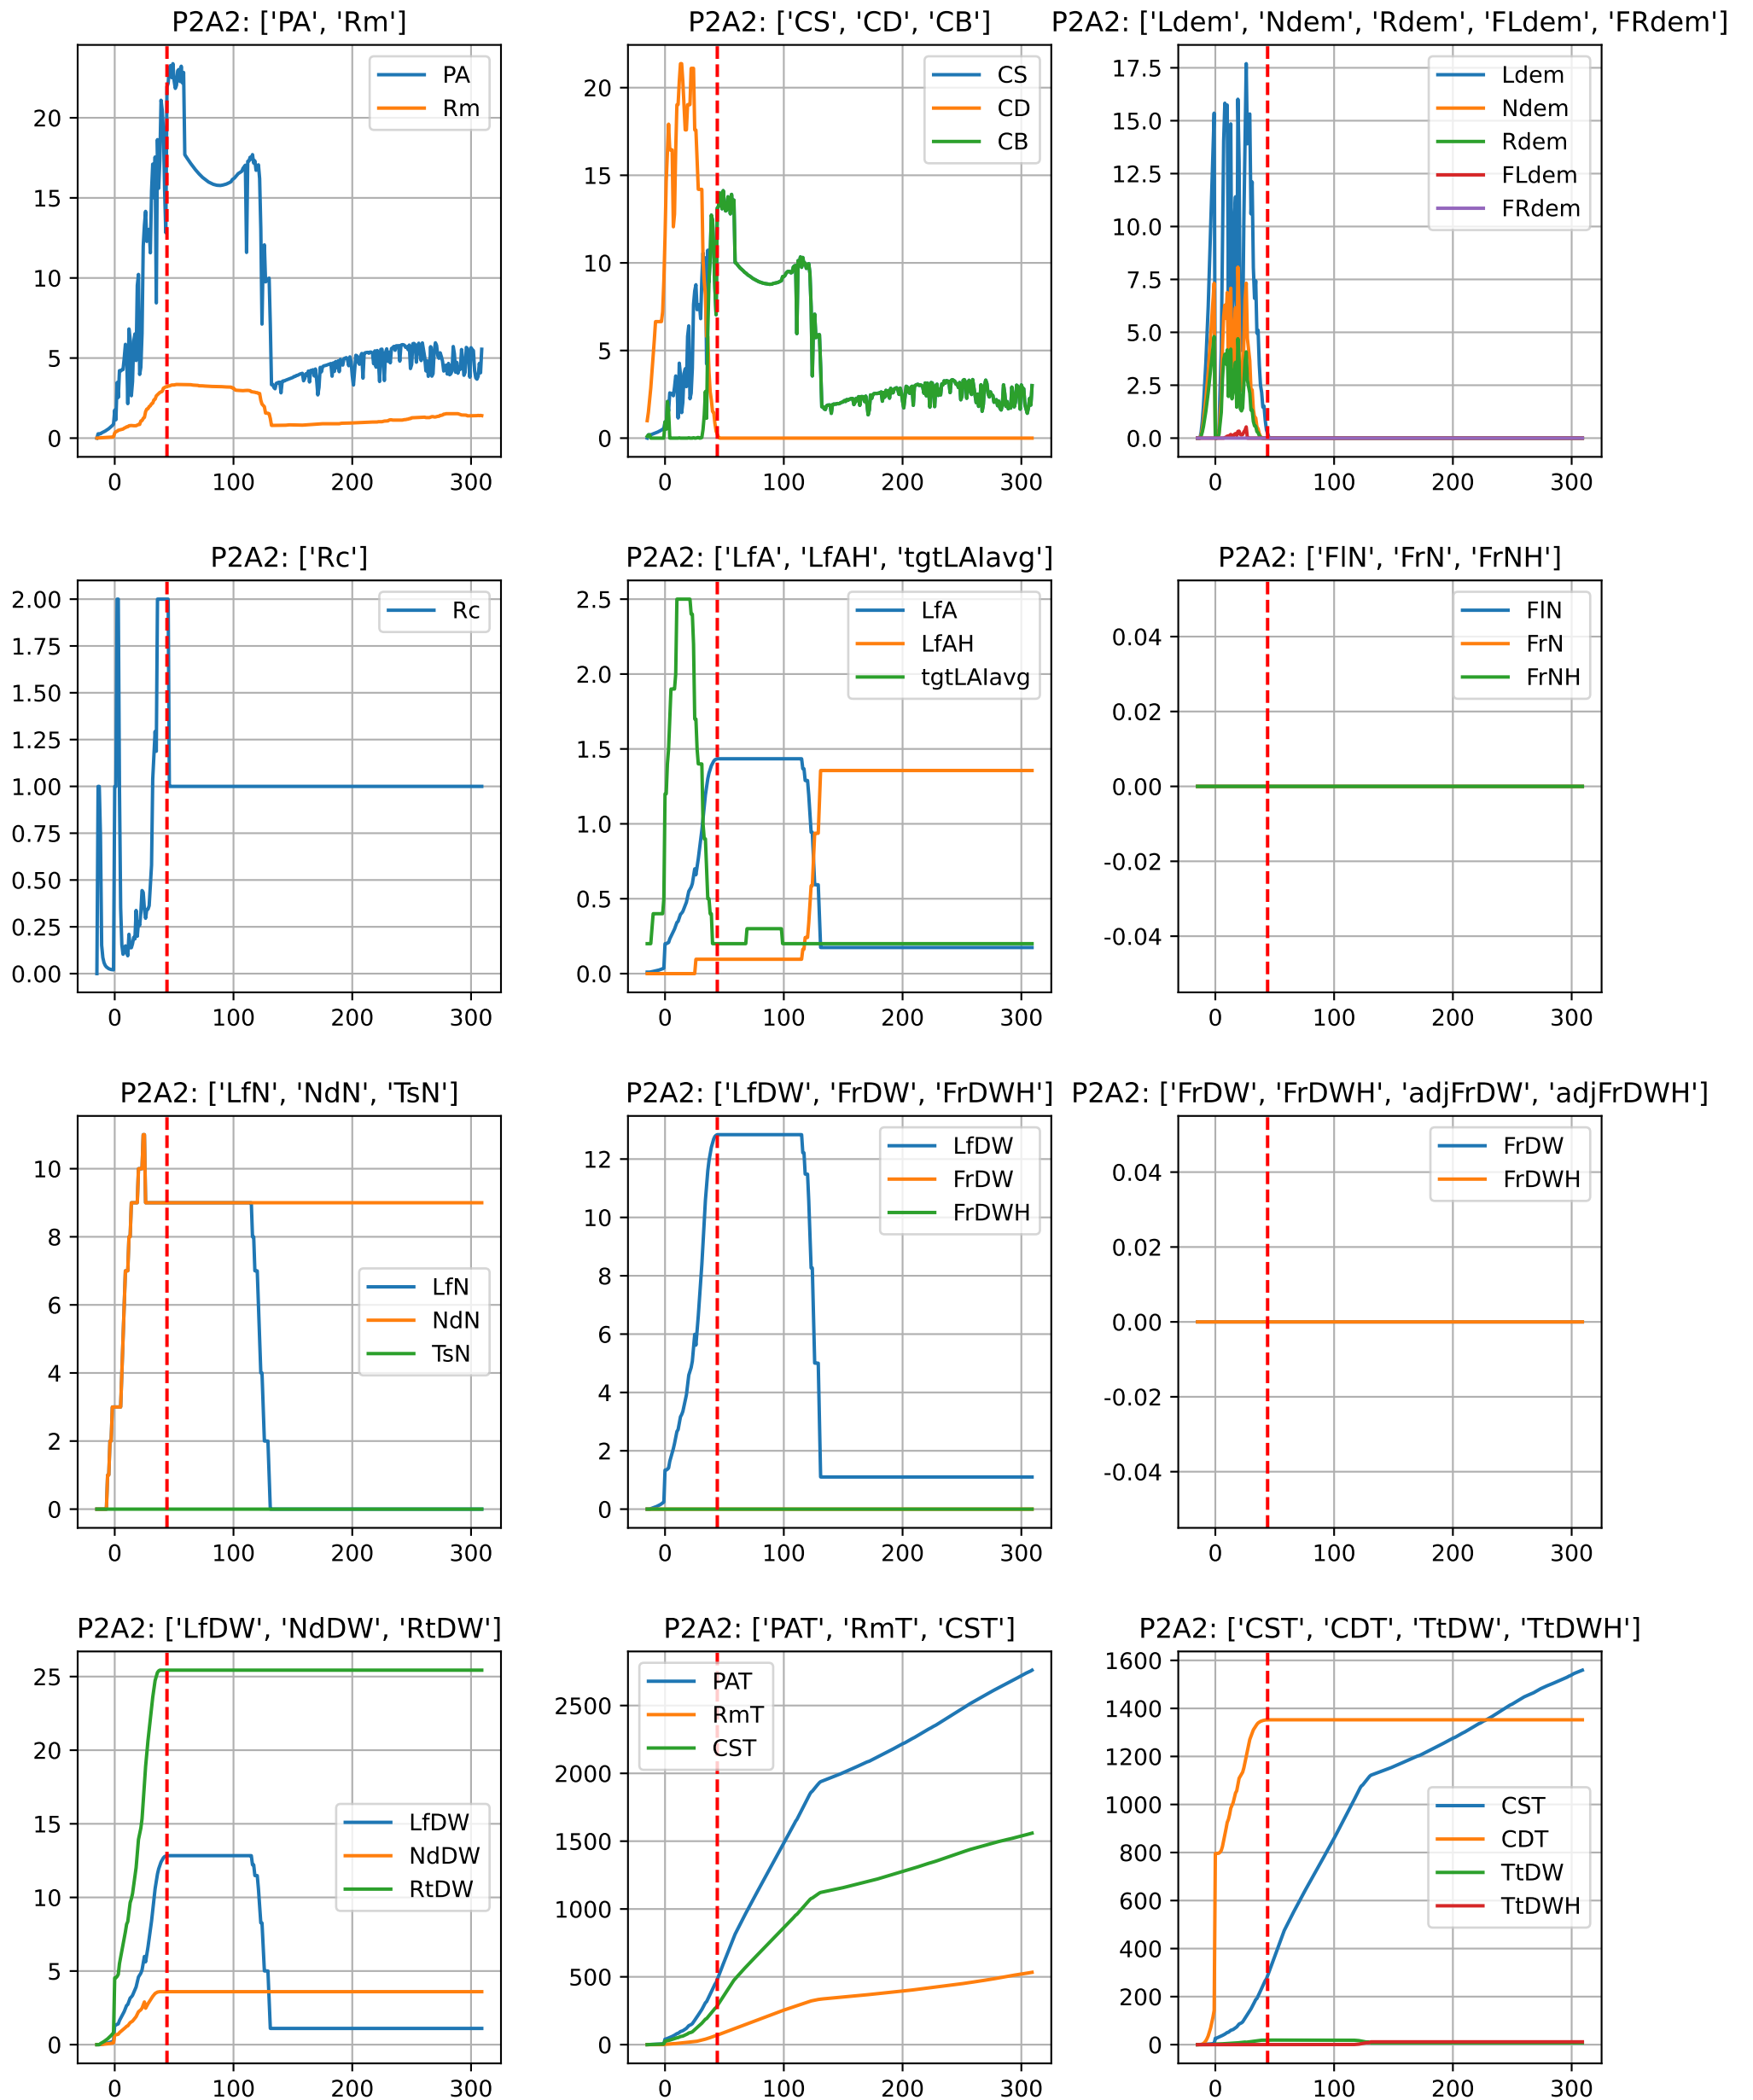 P2A2: ['PA', 'Rm']
P2A2: ['CS', 'CD', 'CB']
P2A2: ['Ldem', 'Ndem', 'Rdem', 'FLdem', 'FRdem']
PA
Rm
20
15
10
5
0
0 100 200 300
CS
CD
CB
20
15
10
5
0
0 100 200 300
Ldem
Ndem
Rdem
FLdem
FRdem
17.5
15.0
12.5
10.0
7.5
5.0
2.5
0.0
0 100 200 300
P2A2: ['Rc']
P2A2: ['LfA', 'LfAH', 'tgtLAIavg']
P2A2: ['FlN', 'FrN', 'FrNH']
Rc
2.00
1.75
1.50
1.25
1.00
0.75
0.50
0.25
0.00
0 100 200 300
LfA
LfAH
tgtLAIavg
2.5
2.0
1.5
1.0
0.5
0.0
0 100 200 300
FlN
FrN
FrNH
0.04
0.02
0.00
-0.02
-0.04
0 100 200 300
P2A2: ['LfN', 'NdN', 'TsN']
P2A2: ['LfDW', 'FrDW', 'FrDWH']
P2A2: ['FrDW', 'FrDWH', 'adjFrDW', 'adjFrDWH']
LfN
NdN
TsN
10
8
6
4
2
0
0 100 200 300
LfDW
FrDW
FrDWH
12
10
8
6
4
2
0
0 100 200 300
FrDW
FrDWH
0.04
0.02
0.00
-0.02
-0.04
0 100 200 300
P2A2: ['LfDW', 'NdDW', 'RtDW']
P2A2: ['PAT', 'RmT', 'CST']
P2A2: ['CST', 'CDT', 'TtDW', 'TtDWH']
LfDW
NdDW
RtDW
25
20
15
10
5
0
0 100 200 300
PAT
RmT
CST
2500
2000
1500
1000
500
0
0 100 200 300
CST
CDT
TtDW
TtDWH
1600
1400
1200
1000
800
600
400
200
0
0 100 200 300